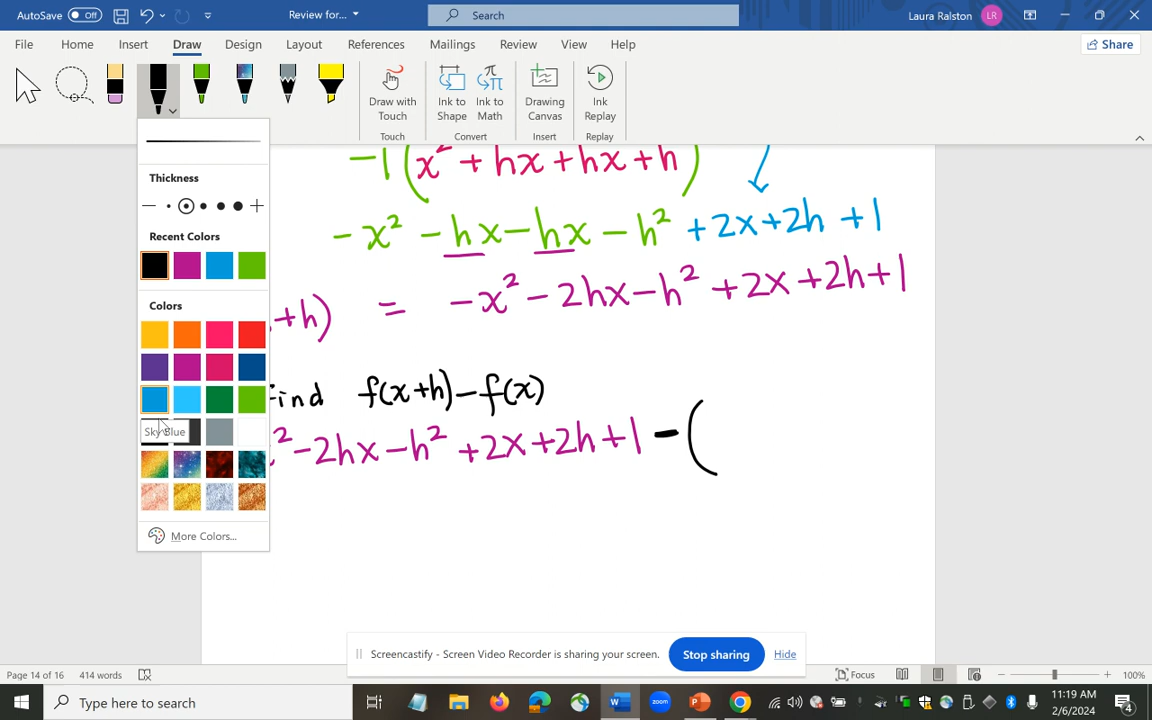 AutoSave Off Review for... Search Laura Ralston LR
File Home Insert Draw Design Layout References Mailings Review View Help Share
Draw with Touch Ink to Shape Ink to Math Drawing Canvas Ink Replay
Touch Convert Insert Replay
Thickness
Recent Colors
Colors
Sky Blue
More Colors...
-1(x² + hx + hx + h)
-x² - hx - hx - h² + 2x + 2h + 1
+h) = -x² - 2hx - h² + 2x + 2h + 1
ind f(x+h) - f(x)
² - 2hx - h² + 2x + 2h + 1 - (
Screencastify - Screen Video Recorder is sharing your screen. Stop sharing Hide
Page 14 of 16 414 words Focus 100%
Type here to search zoom 11:19 AM
2/6/2024 4